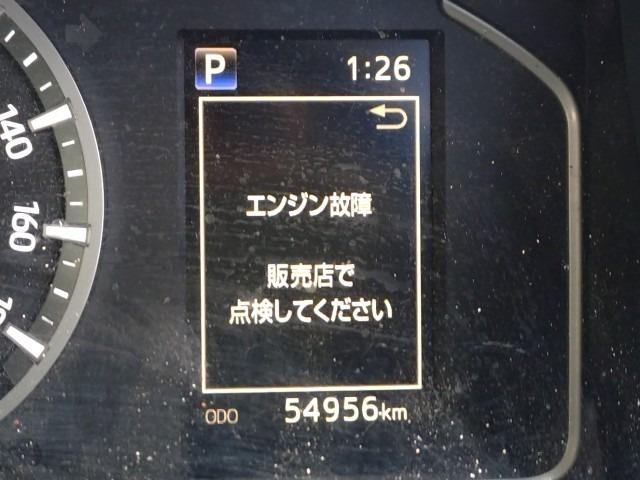 P 1:26
エンジン故障
販売店で
点検してください
ODO 54956km
140
160